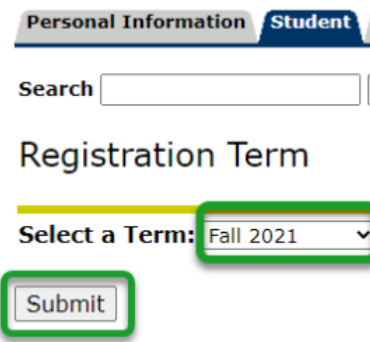 Personal Information Student
Search
Registration Term
Select a Term: Fall 2021
Submit